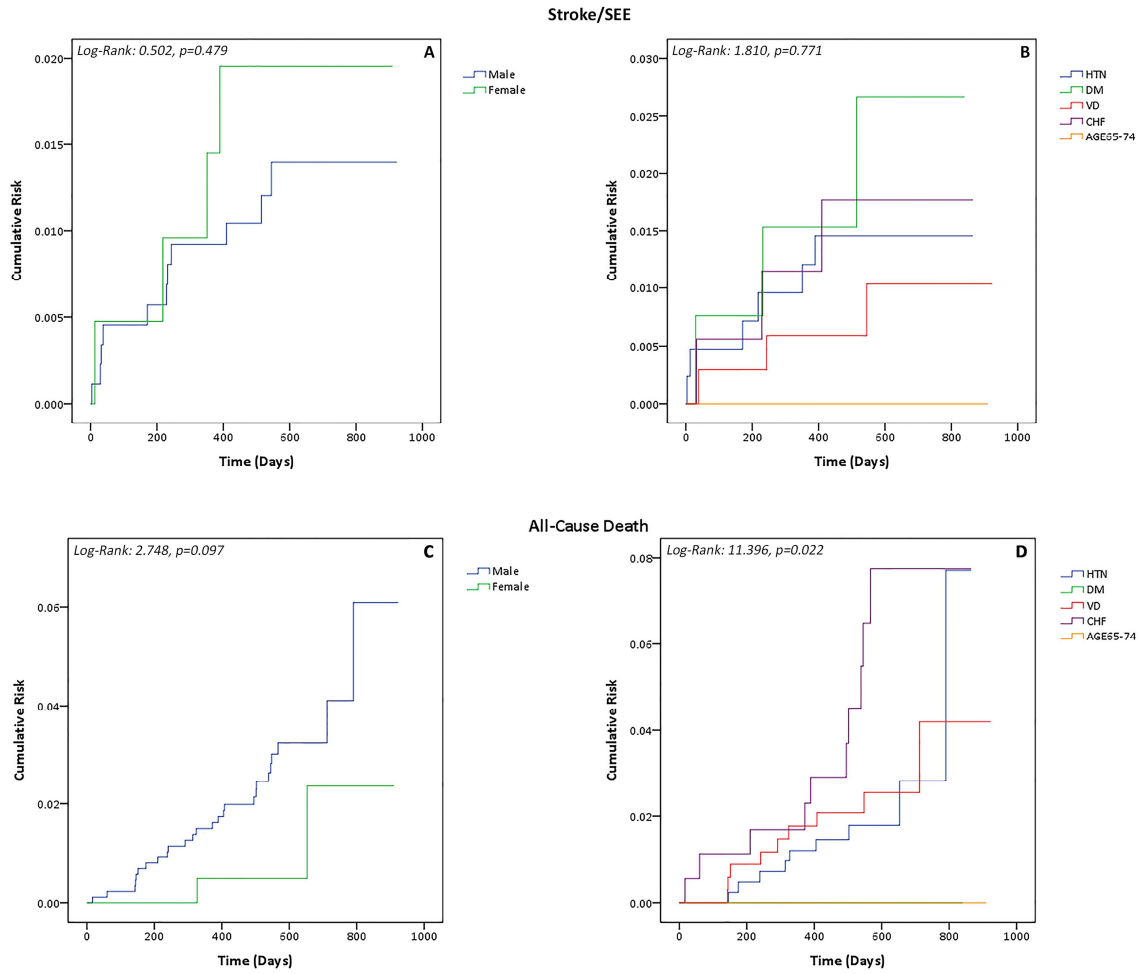 Stroke/SEE
Log-Rank: 0.502, p=0.479
A
Male
Female
0.020
0.015
0.010
0.005
0.000
Cumulative Risk
0 200 400 600 800 1000
Time (Days)
Log-Rank: 1.810, p=0.771
B
HTN
DM
VD
CHF
AGE65-74
0.030
0.025
0.020
0.015
0.010
0.005
0.000
Cumulative Risk
0 200 400 600 800 1000
Time (Days)
All-Cause Death
Log-Rank: 2.748, p=0.097
C
Male
Female
0.06
0.04
0.02
0.00
Cumulative Risk
0 200 400 600 800 1000
Time (Days)
Log-Rank: 11.396, p=0.022
D
HTN
DM
VD
CHF
AGE65-74
0.08
0.06
0.04
0.02
0.00
Cumulative Risk
0 200 400 600 800 1000
Time (Days)